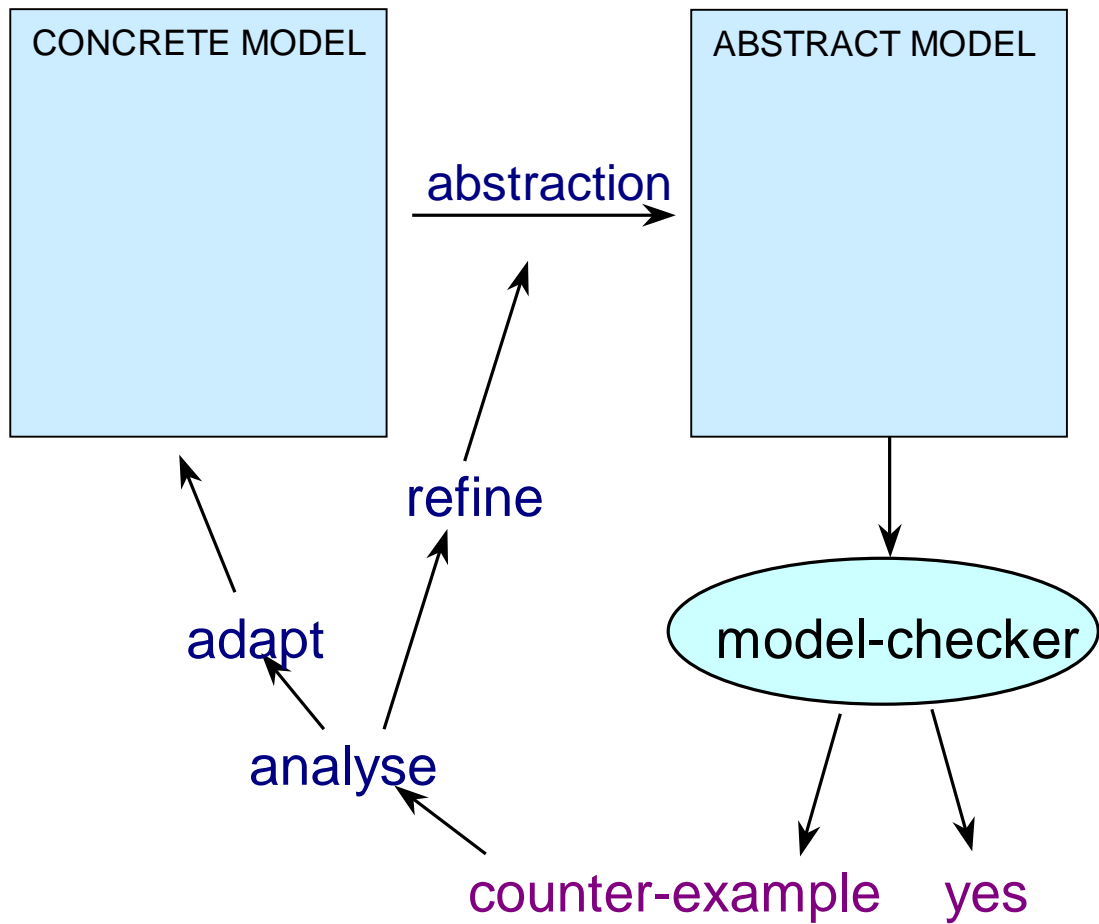 CONCRETE MODEL
ABSTRACT MODEL
abstraction
refine
adapt
model-checker
analyse
counter-example
yes